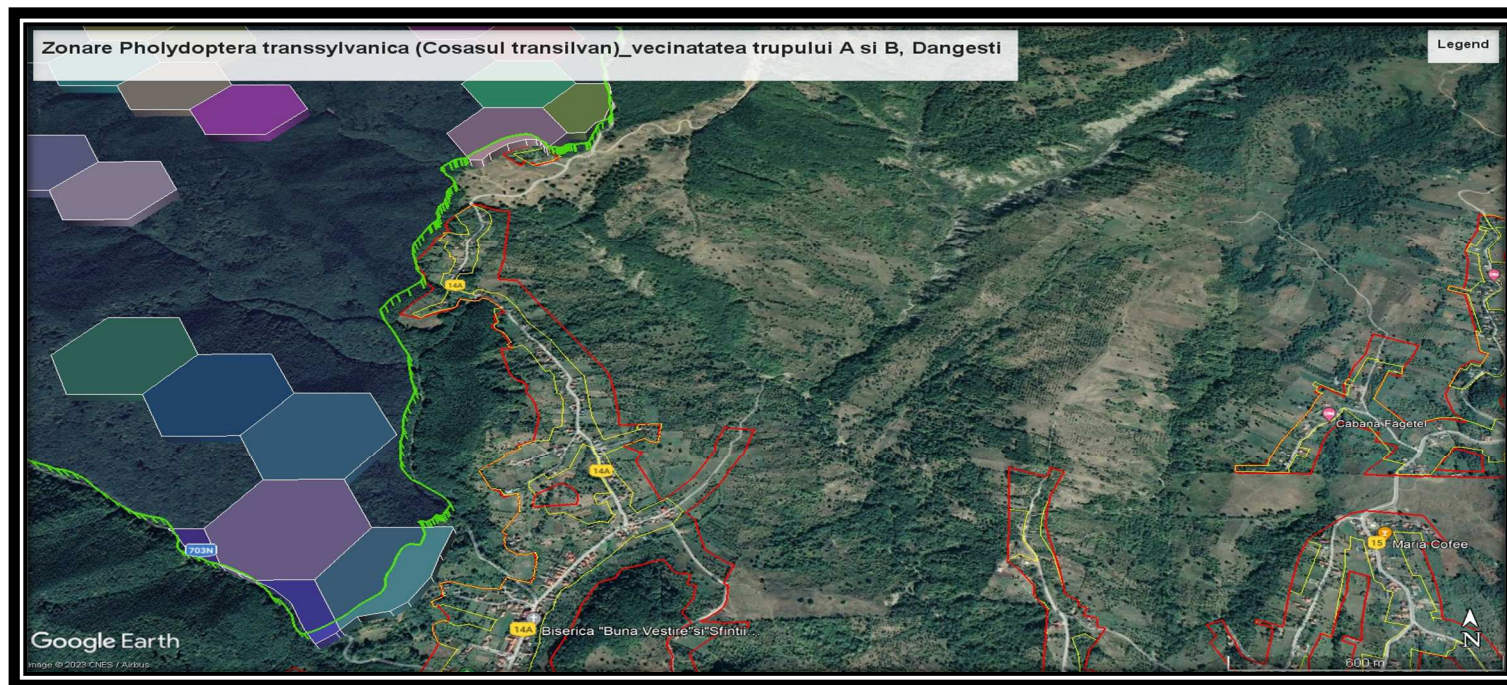 Zonare Pholydoptera transsylvanica (Cosasul transilvan)_vecinatatea trupului A si B, Dangesti
Legend
14A
Cabana Fagetel
14A
703N
15
Maria Cofee
14A
Biserica "Buna Vestire"si"Sfintii...
Google Earth
Image © 2023 CNES / Airbus
N
600 m